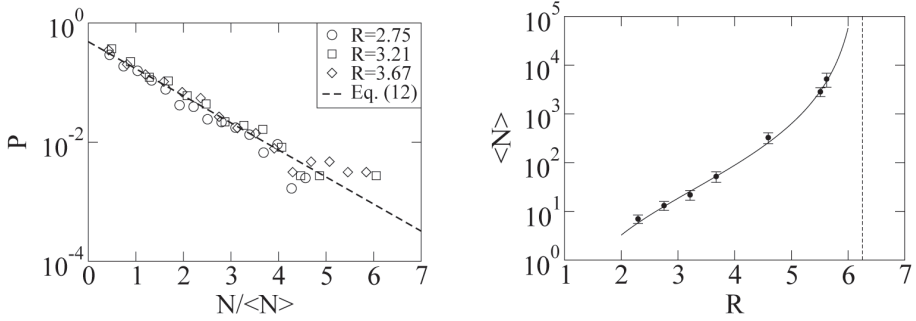 10^0
10^-2
10^-4
P
0 1 2 3 4 5 6 7
N/<N>
R=2.75
R=3.21
R=3.67
Eq. (12)
10^5
10^4
10^3
10^2
10^1
10^0
<N>
1 2 3 4 5 6 7
R